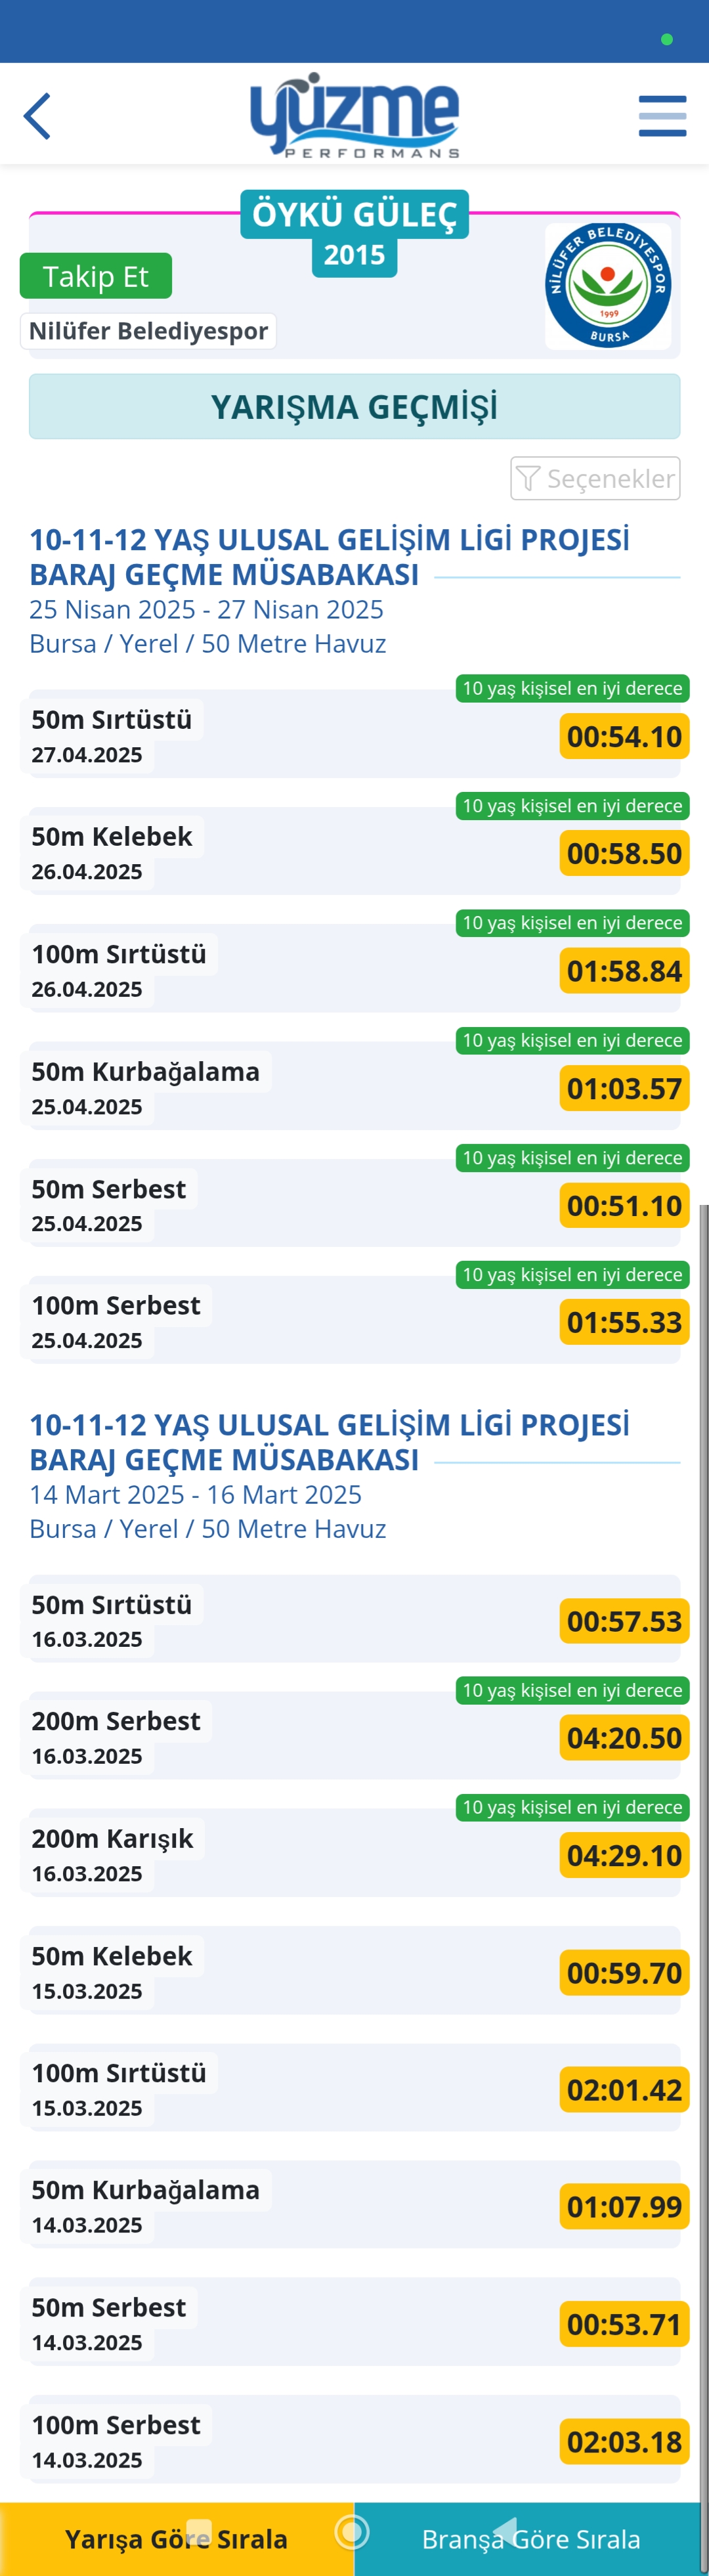 yüzme
PERFORMANS
ÖYKÜ GÜLEÇ
2015
Takip Et
Nilüfer Belediyespor
NİLÜFER BELEDİYESPOR
1999
BURSA
YARIŞMA GEÇMİŞİ
Seçenekler
10-11-12 YAŞ ULUSAL GELİŞİM LİGİ PROJESİ
BARAJ GEÇME MÜSABAKASI
25 Nisan 2025 - 27 Nisan 2025
Bursa / Yerel / 50 Metre Havuz
10 yaş kişisel en iyi derece
50m Sırtüstü
00:54.10
27.04.2025
10 yaş kişisel en iyi derece
50m Kelebek
00:58.50
26.04.2025
10 yaş kişisel en iyi derece
100m Sırtüstü
01:58.84
26.04.2025
10 yaş kişisel en iyi derece
50m Kurbağalama
01:03.57
25.04.2025
10 yaş kişisel en iyi derece
50m Serbest
00:51.10
25.04.2025
10 yaş kişisel en iyi derece
100m Serbest
01:55.33
25.04.2025
10-11-12 YAŞ ULUSAL GELİŞİM LİGİ PROJESİ
BARAJ GEÇME MÜSABAKASI
14 Mart 2025 - 16 Mart 2025
Bursa / Yerel / 50 Metre Havuz
50m Sırtüstü
00:57.53
16.03.2025
10 yaş kişisel en iyi derece
200m Serbest
04:20.50
16.03.2025
10 yaş kişisel en iyi derece
200m Karışık
04:29.10
16.03.2025
50m Kelebek
00:59.70
15.03.2025
100m Sırtüstü
02:01.42
15.03.2025
50m Kurbağalama
01:07.99
14.03.2025
50m Serbest
00:53.71
14.03.2025
100m Serbest
02:03.18
14.03.2025
Yarışa Göre Sırala
Branşa Göre Sırala